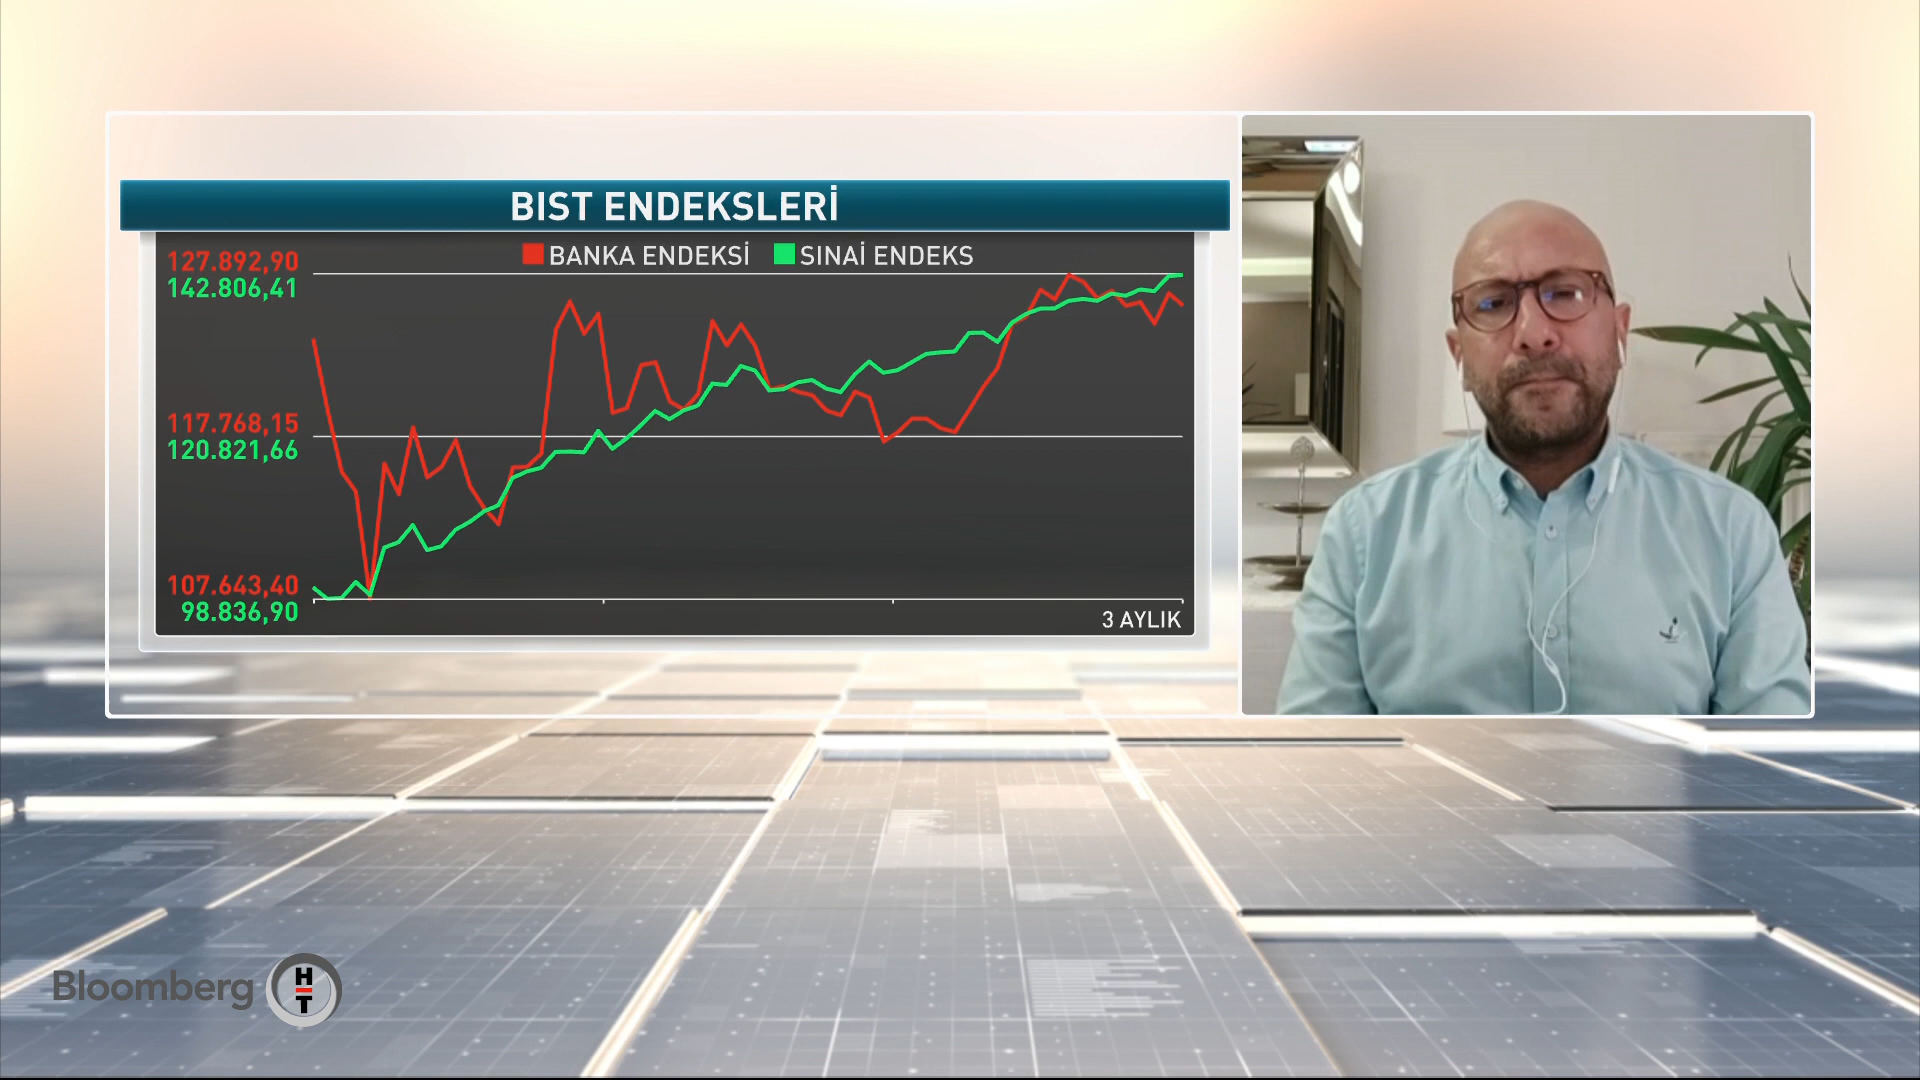 BIST ENDEKSLERİ
BANKA ENDEKSİ SINAİ ENDEKS
127.892,90
142.806,41
117.768,15
120.821,66
107.643,40
98.836,90
3 AYLIK
Bloomberg HT